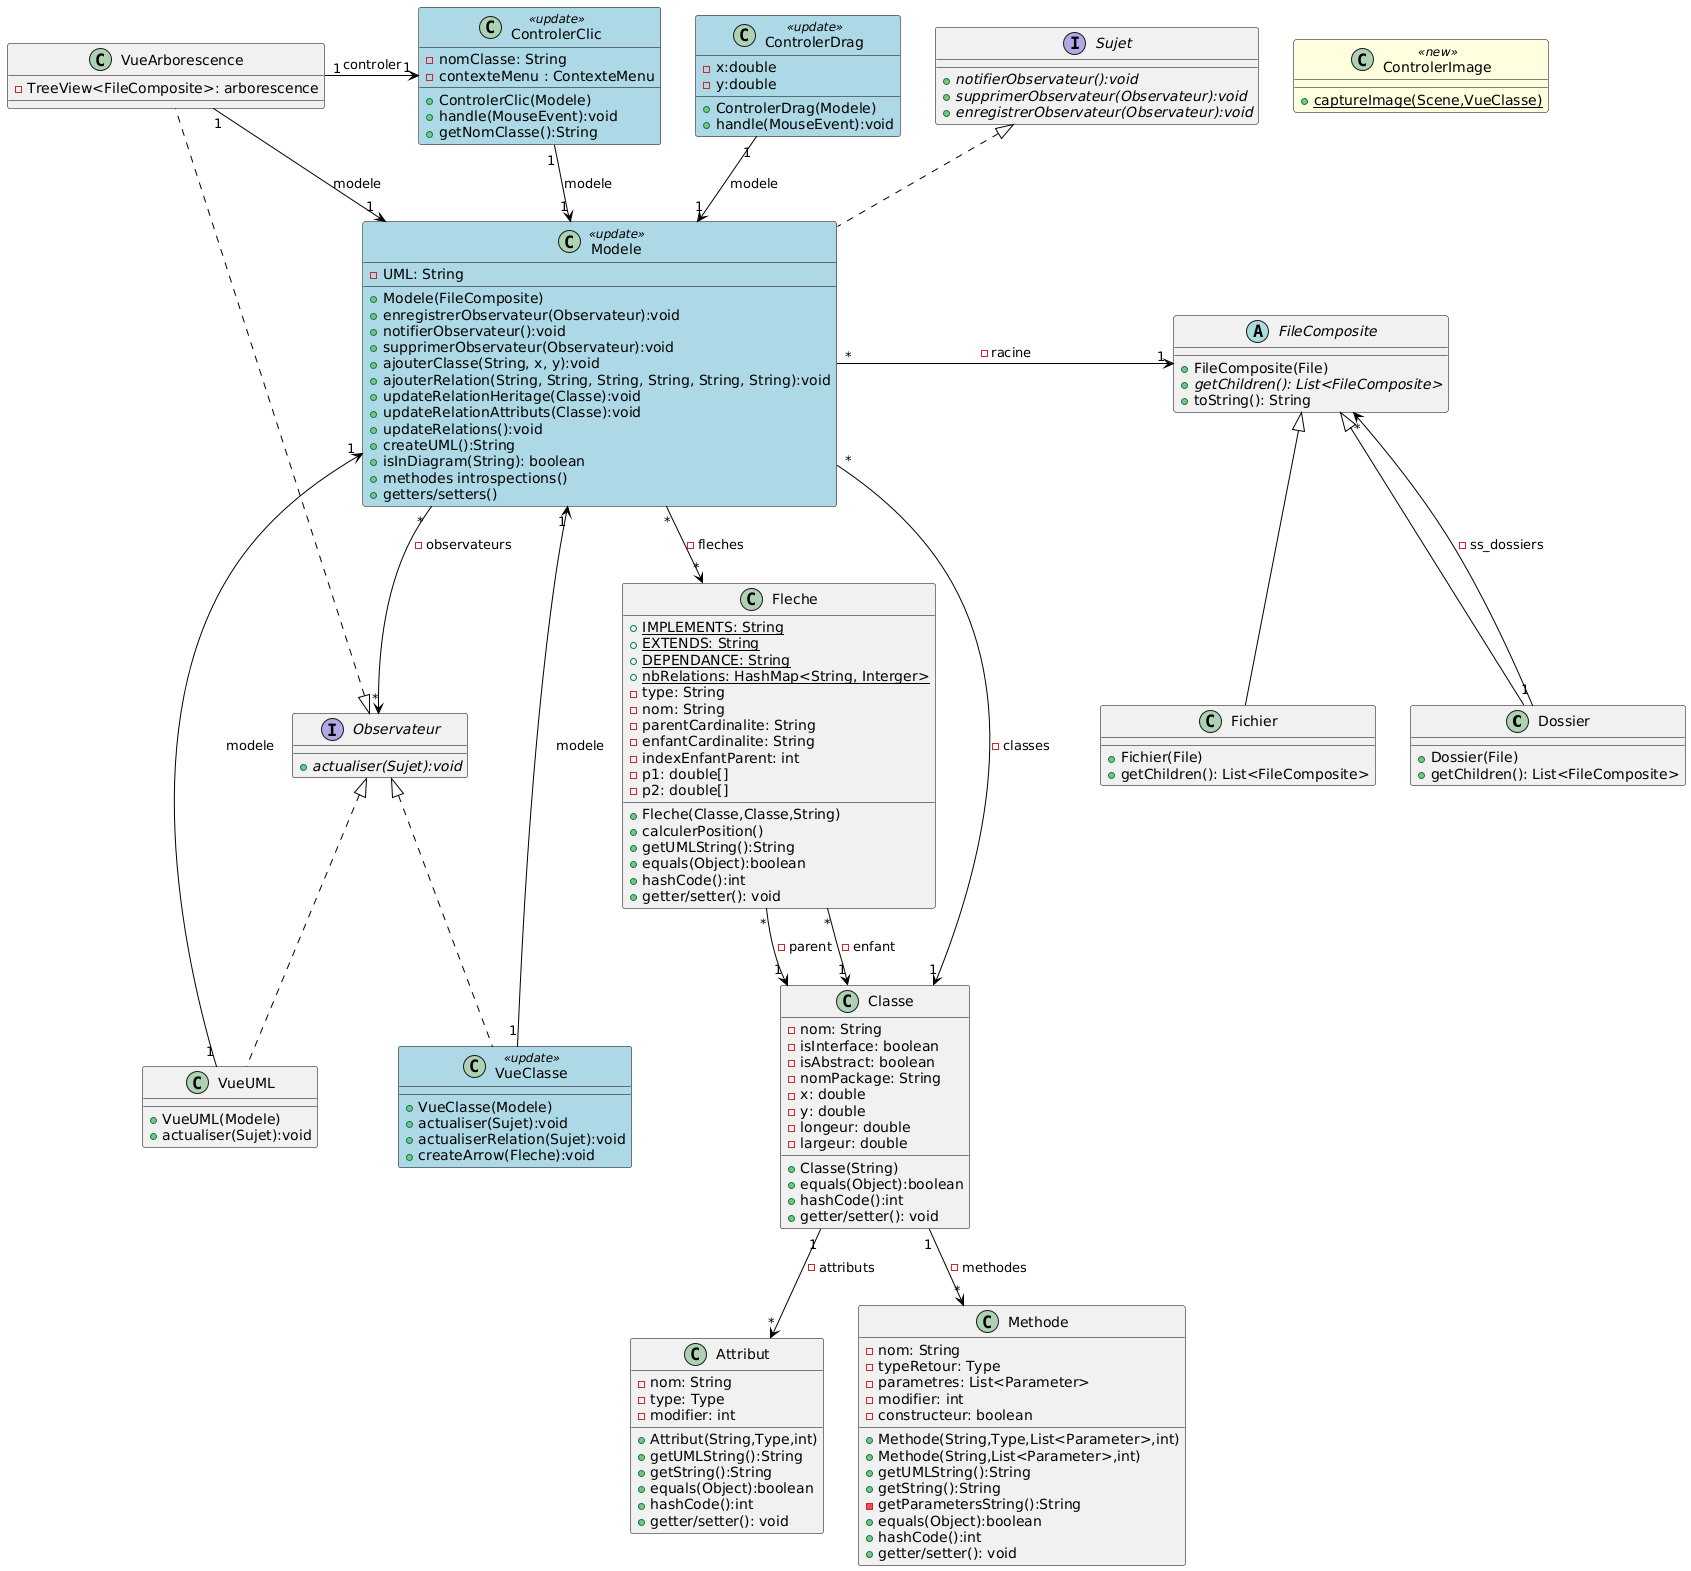 C VueArborescence
TreeView<FileComposite>: arborescence
1 controler 1
C «update»
ControlerClic
nomClasse: String
contexteMenu : ContexteMenu
ControlerClic(Modele)
handle(MouseEvent):void
getNomClasse():String
C «update»
ControlerDrag
x:double
y:double
ControlerDrag(Modele)
handle(MouseEvent):void
I Sujet
notifierObservateur():void
supprimerObservateur(Observateur):void
enregistrerObservateur(Observateur):void
C «new»
ControlerImage
captureImage(Scene,VueClasse)
1
modele
1
1
modele
1
1
modele
1
C «update»
Modele
UML: String
Modele(FileComposite)
enregistrerObservateur(Observateur):void
notifierObservateur():void
supprimerObservateur(Observateur):void
ajouterClasse(String, x, y):void
ajouterRelation(String, String, String, String, String, String):void
updateRelationHeritage(Classe):void
updateRelationAttributs(Classe):void
updateRelations():void
createUML():String
isInDiagram(String): boolean
methodes introspections()
getters/setters()
* racine 1
A FileComposite
FileComposite(File)
getChildren(): List<FileComposite>
toString(): String
1
*
*
observateurs
*
1
*
fleches
*
*
ss_dossiers
1
C Fleche
IMPLEMENTS: String
EXTENDS: String
DEPENDANCE: String
nbRelations: HashMap<String, Interger>
type: String
nom: String
parentCardinalite: String
enfantCardinalite: String
indexEnfantParent: int
p1: double[]
p2: double[]
Fleche(Classe,Classe,String)
calculerPosition()
getUMLString():String
equals(Object):boolean
hashCode():int
getter/setter(): void
I Observateur
actualiser(Sujet):void
modele
modele
classes
C Fichier
Fichier(File)
getChildren(): List<FileComposite>
C Dossier
Dossier(File)
getChildren(): List<FileComposite>
*
parent
1
*
enfant
1
1
1
1
C VueUML
VueUML(Modele)
actualiser(Sujet):void
C «update»
VueClasse
VueClasse(Modele)
actualiser(Sujet):void
actualiserRelation(Sujet):void
createArrow(Fleche):void
C Classe
nom: String
isInterface: boolean
isAbstract: boolean
nomPackage: String
x: double
y: double
longeur: double
largeur: double
Classe(String)
equals(Object):boolean
hashCode():int
getter/setter(): void
1
attributs
*
1
methodes
*
C Attribut
nom: String
type: Type
modifier: int
Attribut(String,Type,int)
getUMLString():String
getString():String
equals(Object):boolean
hashCode():int
getter/setter(): void
C Methode
nom: String
typeRetour: Type
parametres: List<Parameter>
modifier: int
constructeur: boolean
Methode(String,Type,List<Parameter>,int)
Methode(String,List<Parameter>,int)
getUMLString():String
getString():String
getParametersString():String
equals(Object):boolean
hashCode():int
getter/setter(): void